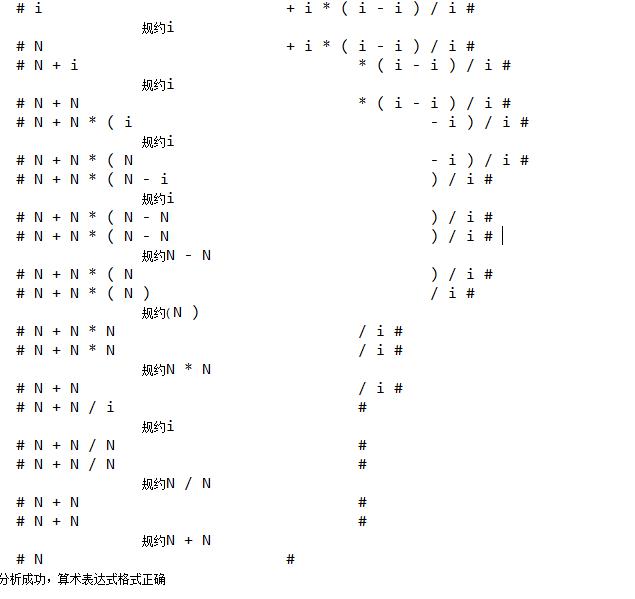 # i + i * ( i - i ) / i #
规约i
# N + i * ( i - i ) / i #
# N + i * ( i - i ) / i #
规约i
# N + N * ( i - i ) / i #
# N + N * ( i - i ) / i #
规约i
# N + N * ( N - i ) / i #
# N + N * ( N - i ) / i #
规约i
# N + N * ( N - N ) / i #
# N + N * ( N - N ) / i #
规约N - N
# N + N * ( N ) / i #
# N + N * ( N ) / i #
规约(N )
# N + N * N / i #
# N + N * N / i #
规约N * N
# N + N / i #
# N + N / i #
规约i
# N + N / N #
# N + N / N #
规约N / N
# N + N #
# N + N #
规约N + N
# N #
分析成功，算术表达式格式正确